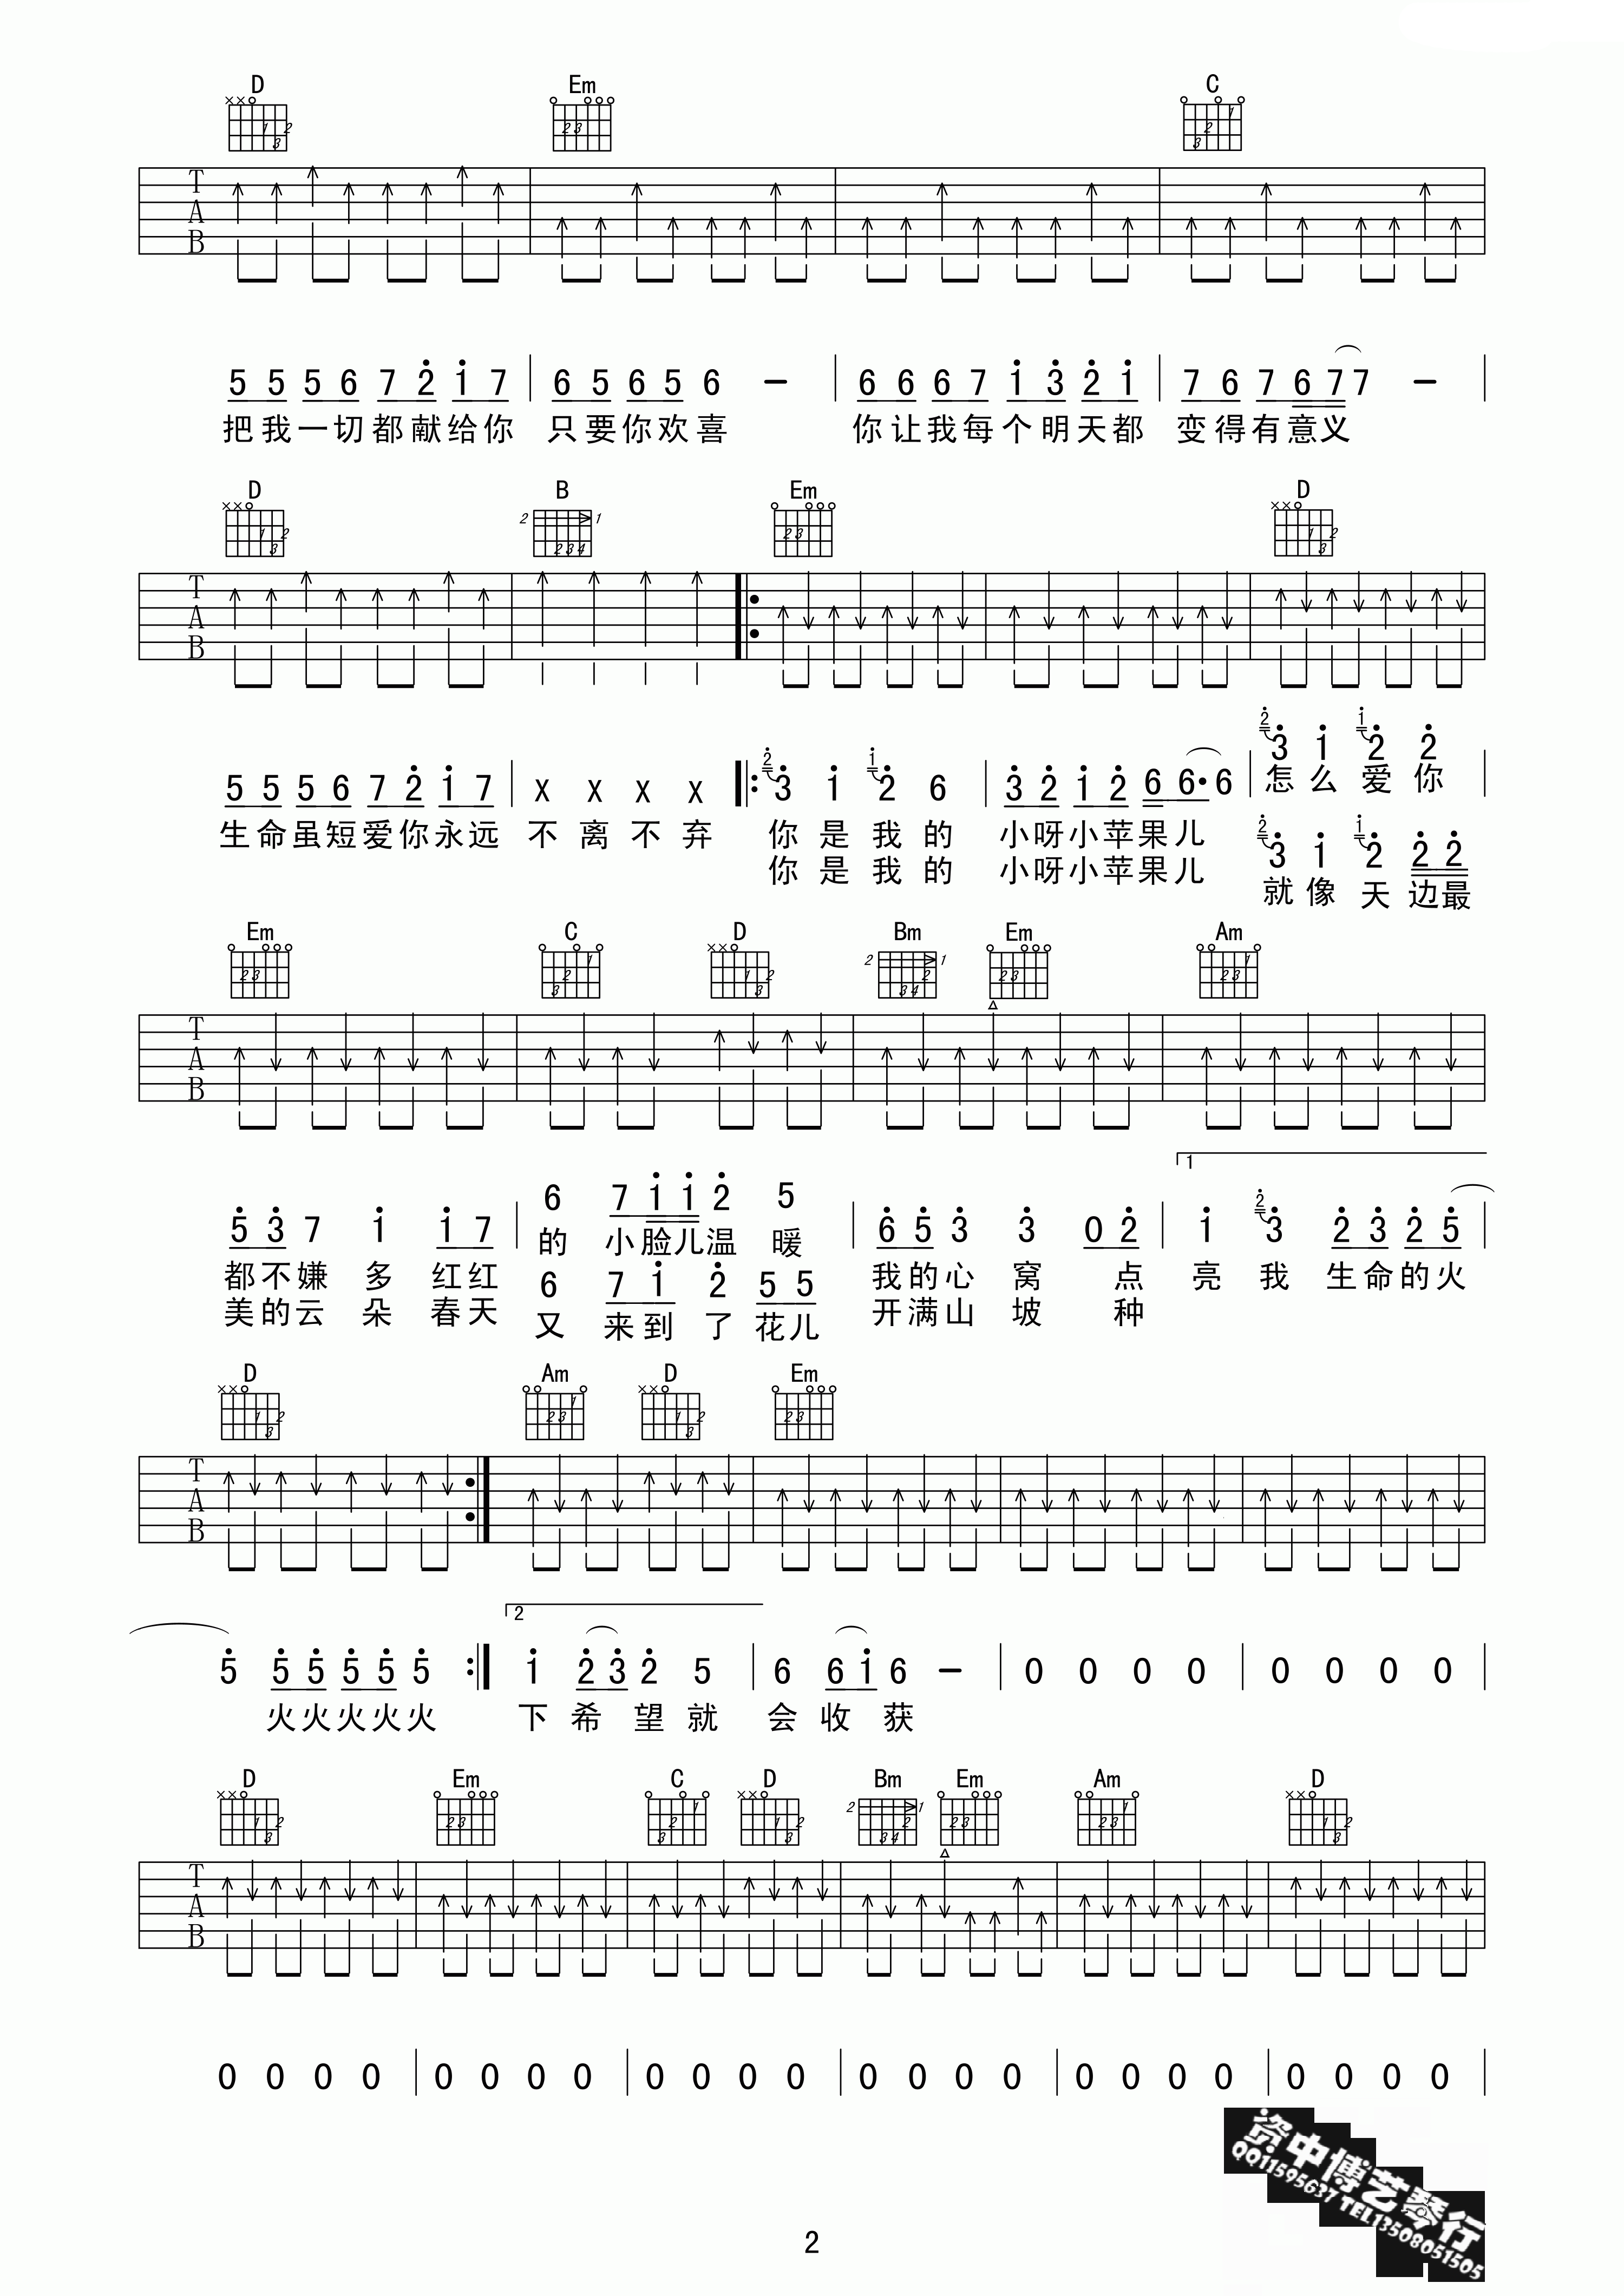 D Em C
T
A
B
5 5 5 6 7 2 1 7 6 5 6 5 6 - 6 6 6 7 1 3 2 1 7 6 7 6 7 7 -
把我一切都献给你 只要你欢喜 你让我每个明天都 变得有意义
D B Em D
2 1
T
A
B
2 3 1 1 2 2
怎么爱你
5 5 5 6 7 2 1 7 x x x x 2 3 1 1 2 6 3 2 1 2 6 6· 6
生命虽短爱你永远 不离不弃 你是我的 小呀小苹果儿
2 3 1 1 2 2 2
你是我的 小呀小苹果儿 就像天边最
Em C D Bm Em Am
2 1
T
A
B
1
6 7 1 1 2 5
5 3 7 1 1 7 6 5 3 3 0 2 1 2 3 2 3 2 5
的小脸儿温暖
都不嫌多红红 我的心窝点 亮我生命的火
6 7 1 2 5 5
美的云朵春天 又来到了花儿 开满山坡种
D Am D Em
T
A
B
2
5 5 5 5 5 5 1 2 3 2 5 6 6 1 6 - 0 0 0 0 0 0 0 0
火火火火火 下希望就 会收获
D Em C D Bm Em Am D
2 1
T
A
B
0 0 0 0 0 0 0 0 0 0 0 0 0 0 0 0 0 0 0 0 0 0 0 0
资中博艺琴行
QQ11595637 TEL13508051505
2